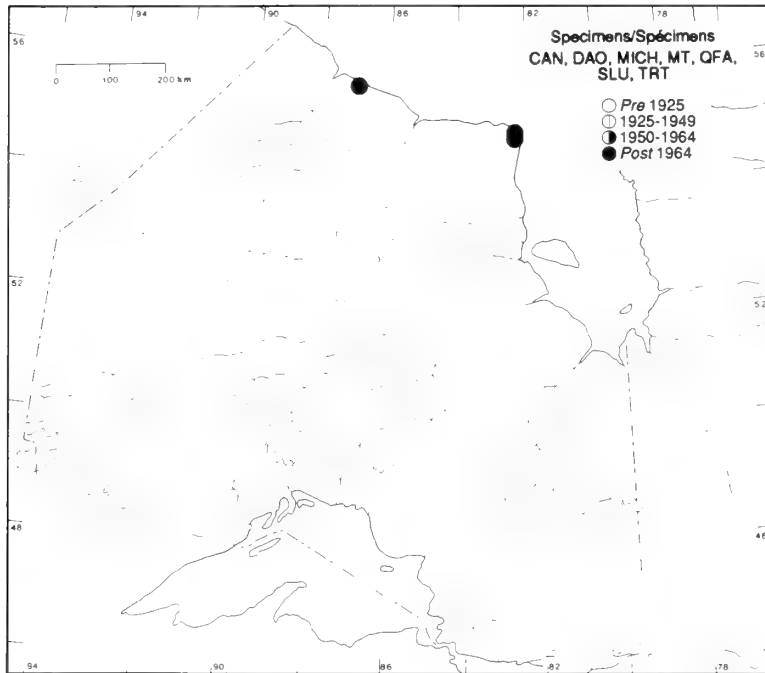 94 90 86 82 78
56 56
Specimens/Spécimens
CAN, DAO, MICH, MT, QFA,
SLU, TRT
0 100 200 km
Pre 1925
1925-1949
1950-1964
Post 1964
52 52
48 48
94 90 86 82 78